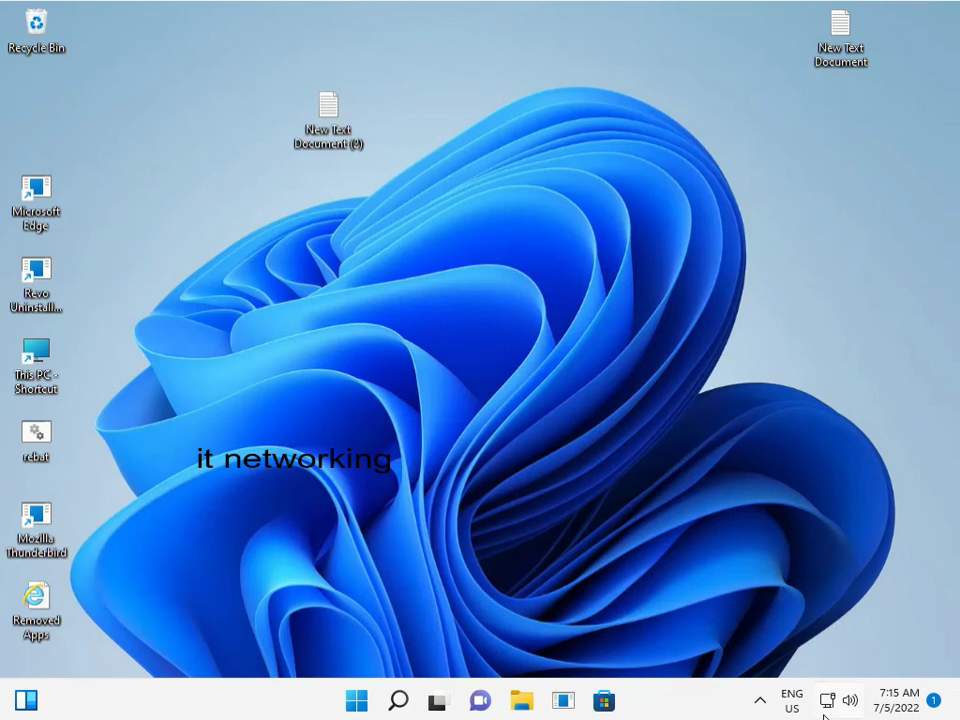 Recycle Bin
New Text
Document
New Text
Document (2)
Microsoft
Edge
Revo
Uninstall...
This PC -
Shortcut
it networking
rebat
Mozilla
Thunderbird
Removed
Apps
ENG
US
7:15 AM
7/5/2022
1